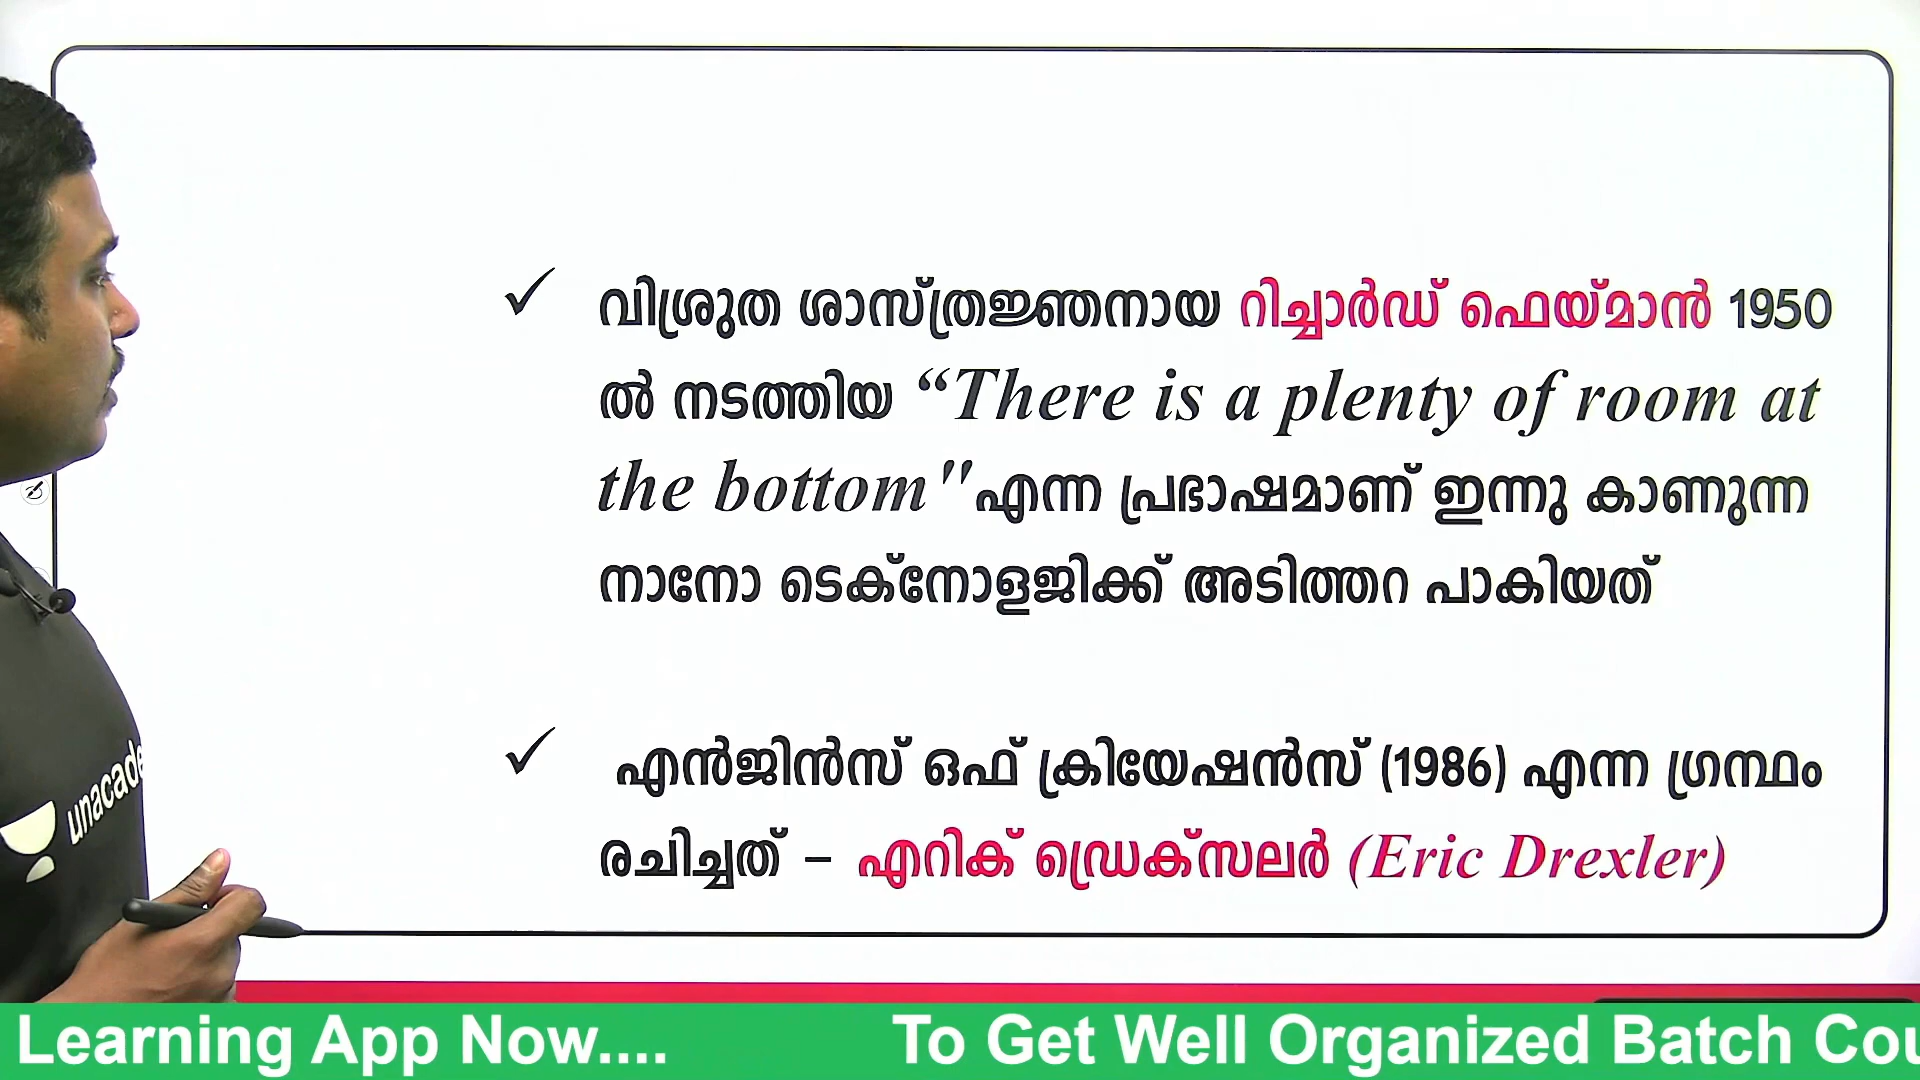 വിശ്രുത ശാസ്ത്രജ്ഞനായ റിച്ചാർഡ് ഫെയ്മാൻ 1950
ൽ നടത്തിയ “There is a plenty of room at
the bottom"എന്ന പ്രഭാഷമാണ് ഇന്നു കാണുന്ന
നാനോ ടെക്നോളജിക്ക് അടിത്തറ പാകിയത്
എൻജിൻസ് ഒഫ് ക്രിയേഷൻസ് (1986) എന്ന ഗ്രന്ഥം
രചിച്ചത് – എറിക് ഡ്രെക്സലർ (Eric Drexler)
unacade
Learning App Now.... To Get Well Organized Batch Cou